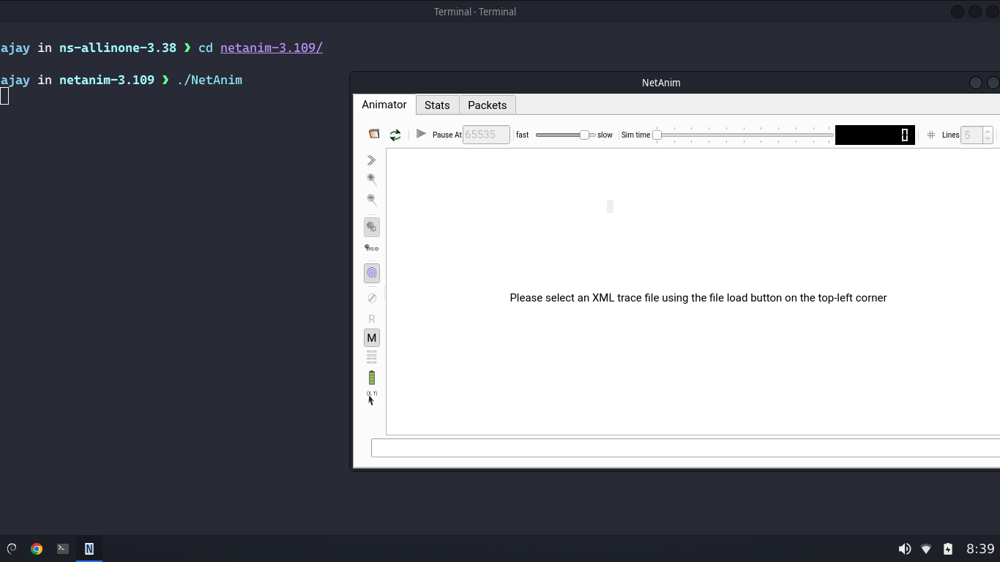 Terminal - Terminal
ajay in ns-allinone-3.38 ❯ cd netanim-3.109/
ajay in netanim-3.109 ❯ ./NetAnim
NetAnim
Animator Stats Packets
Pause At 65535 fast slow Sim time 0 Lines 5
ID
SYS ID
R
M
(X, Y)
Please select an XML trace file using the file load button on the top-left corner
N 8:39